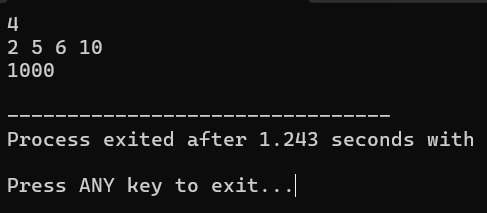 4
2 5 6 10
1000
--------------------------------
Process exited after 1.243 seconds with
Press ANY key to exit...